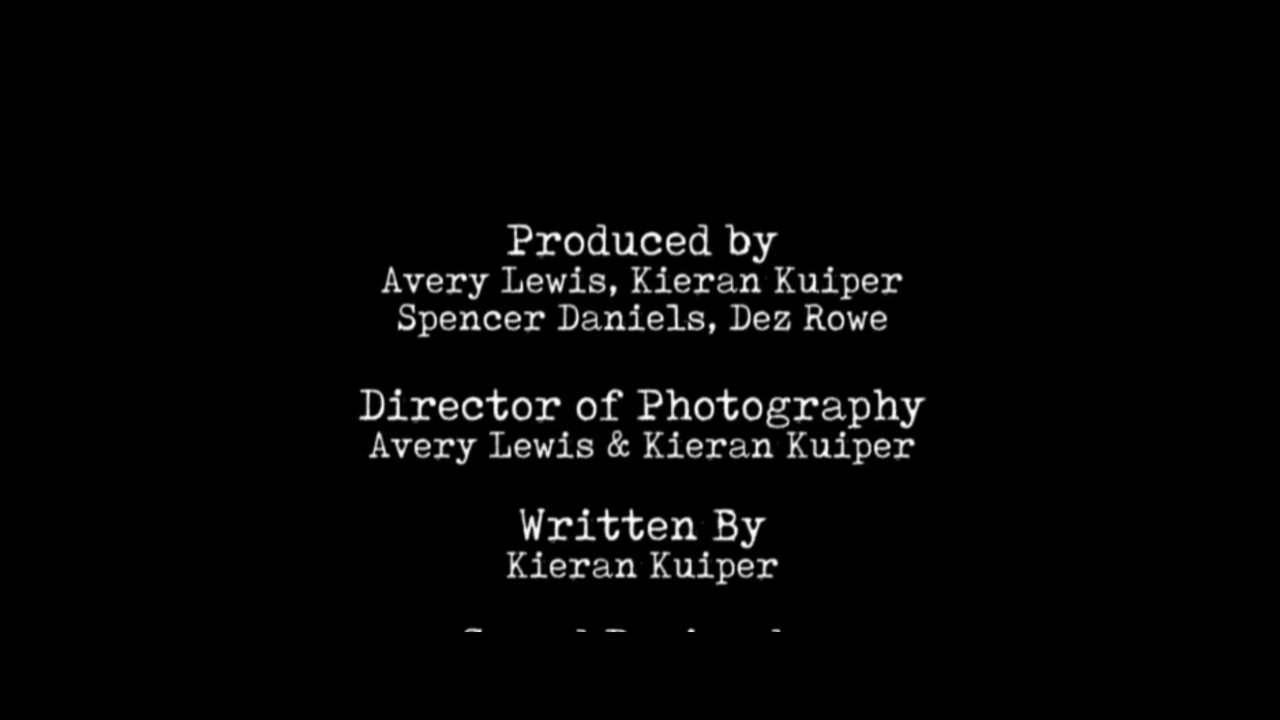 Produced by
Avery Lewis, Kieran Kuiper
Spencer Daniels, Dez Rowe
Director of Photography
Avery Lewis & Kieran Kuiper
Written By
Kieran Kuiper